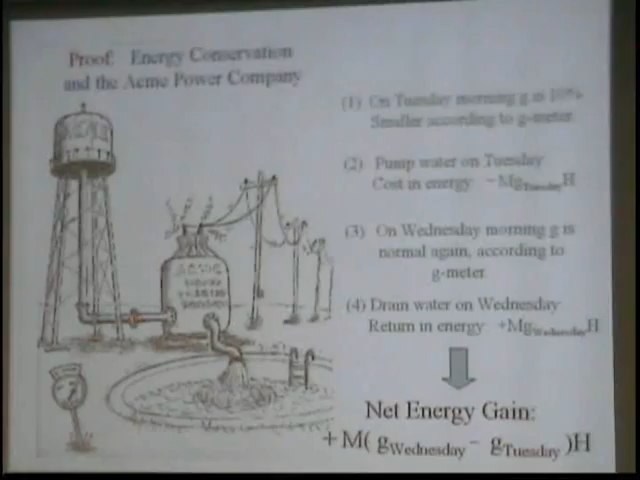 Proof: Energy Conservation
and the Acme Power Company
(1) On Tuesday morning g is 10%
Smaller according to g-meter
(2) Pump water on Tuesday
Cost in energy -Mg_Tuesday H
(3) On Wednesday morning g is
normal again, according to
g-meter
(4) Drain water on Wednesday
Return in energy +Mg_Wednesday H
Net Energy Gain:
+ M( g_Wednesday - g_Tuesday )H
ACME
ACME